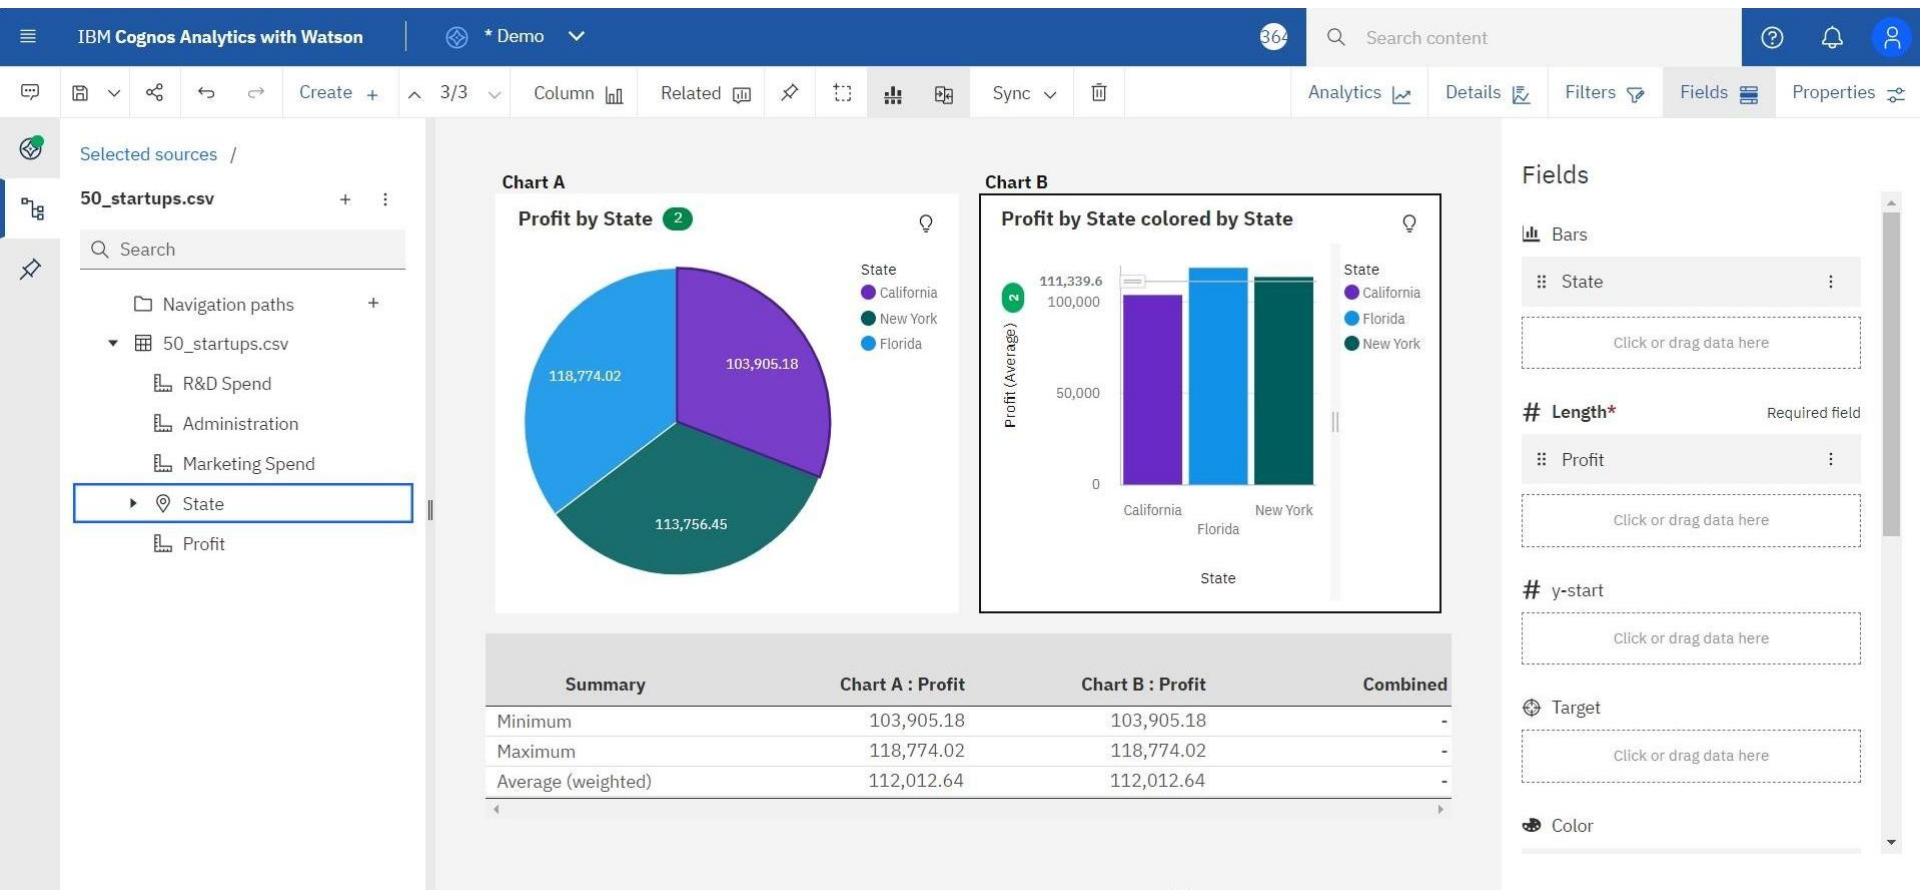 IBM Cognos Analytics with Watson
* Demo
364
Search content
Create +
3/3
Column
Related
Sync
Analytics
Details
Filters
Fields
Properties
Selected sources /
50_startups.csv
Search
Navigation paths
50_startups.csv
R&D Spend
Administration
Marketing Spend
State
Profit
Chart A
Profit by State 2
118,774.02
103,905.18
113,756.45
State
California
New York
Florida
Chart B
Profit by State colored by State
2
Profit (Average)
111,339.6
100,000
50,000
0
California
Florida
New York
State
State
California
Florida
New York
Summary Chart A : Profit Chart B : Profit Combined
Minimum 103,905.18 103,905.18 -
Maximum 118,774.02 118,774.02 -
Average (weighted) 112,012.64 112,012.64 -
Fields
Bars
State
Click or drag data here
# Length* Required field
Profit
Click or drag data here
# y-start
Click or drag data here
Target
Click or drag data here
Color